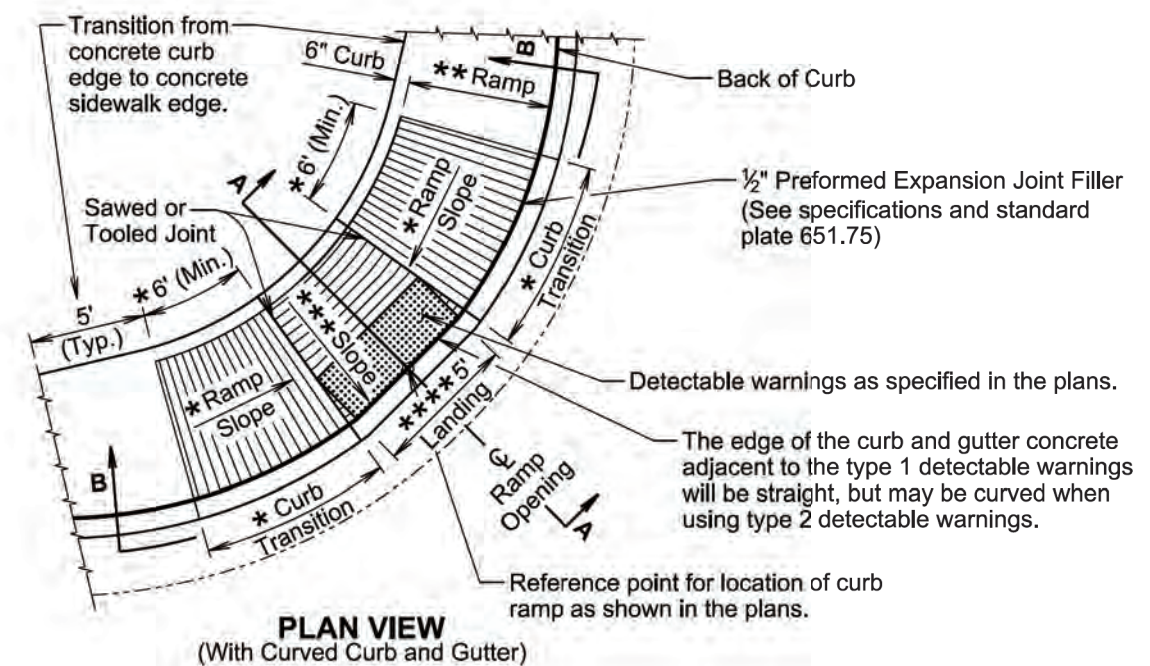 Transition from
concrete curb
edge to concrete
sidewalk edge.
6" Curb
B
** Ramp
Back of Curb
* 6' (Min.)
A
* Ramp
Slope
½" Preformed Expansion Joint Filler
(See specifications and standard
plate 651.75)
Sawed or
Tooled Joint
* Curb
Transition
* 6' (Min.)
5'
(Typ.)
*** Slope
* Ramp
Slope
**** 5'
Landing
Detectable warnings as specified in the plans.
The edge of the curb and gutter concrete
adjacent to the type 1 detectable warnings
will be straight, but may be curved when
using type 2 detectable warnings.
℄
Ramp
Opening
A
B
* Curb
Transition
Reference point for location of curb
ramp as shown in the plans.
PLAN VIEW
(With Curved Curb and Gutter)